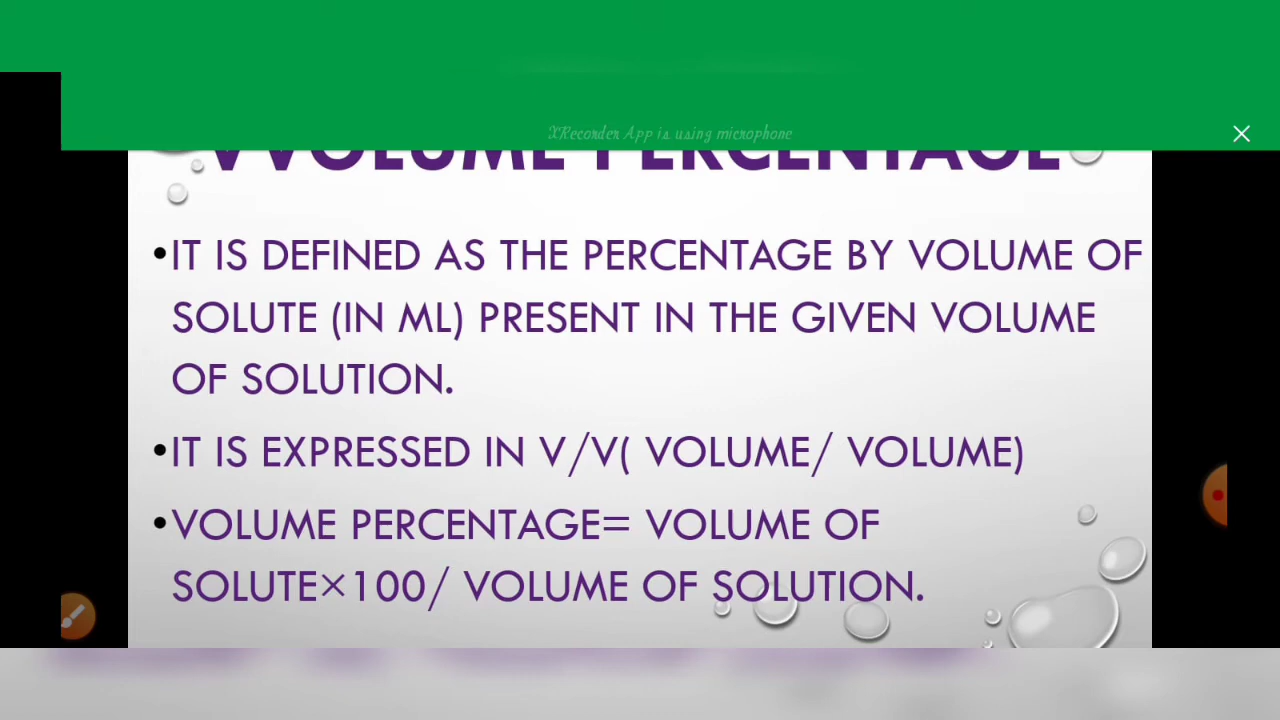 XRecorder App is using microphone
VVOLUME PERCENTAGE
•IT IS DEFINED AS THE PERCENTAGE BY VOLUME OF
SOLUTE (IN ML) PRESENT IN THE GIVEN VOLUME
OF SOLUTION.
•IT IS EXPRESSED IN V/V( VOLUME/ VOLUME)
•VOLUME PERCENTAGE= VOLUME OF
SOLUTE×100/ VOLUME OF SOLUTION.